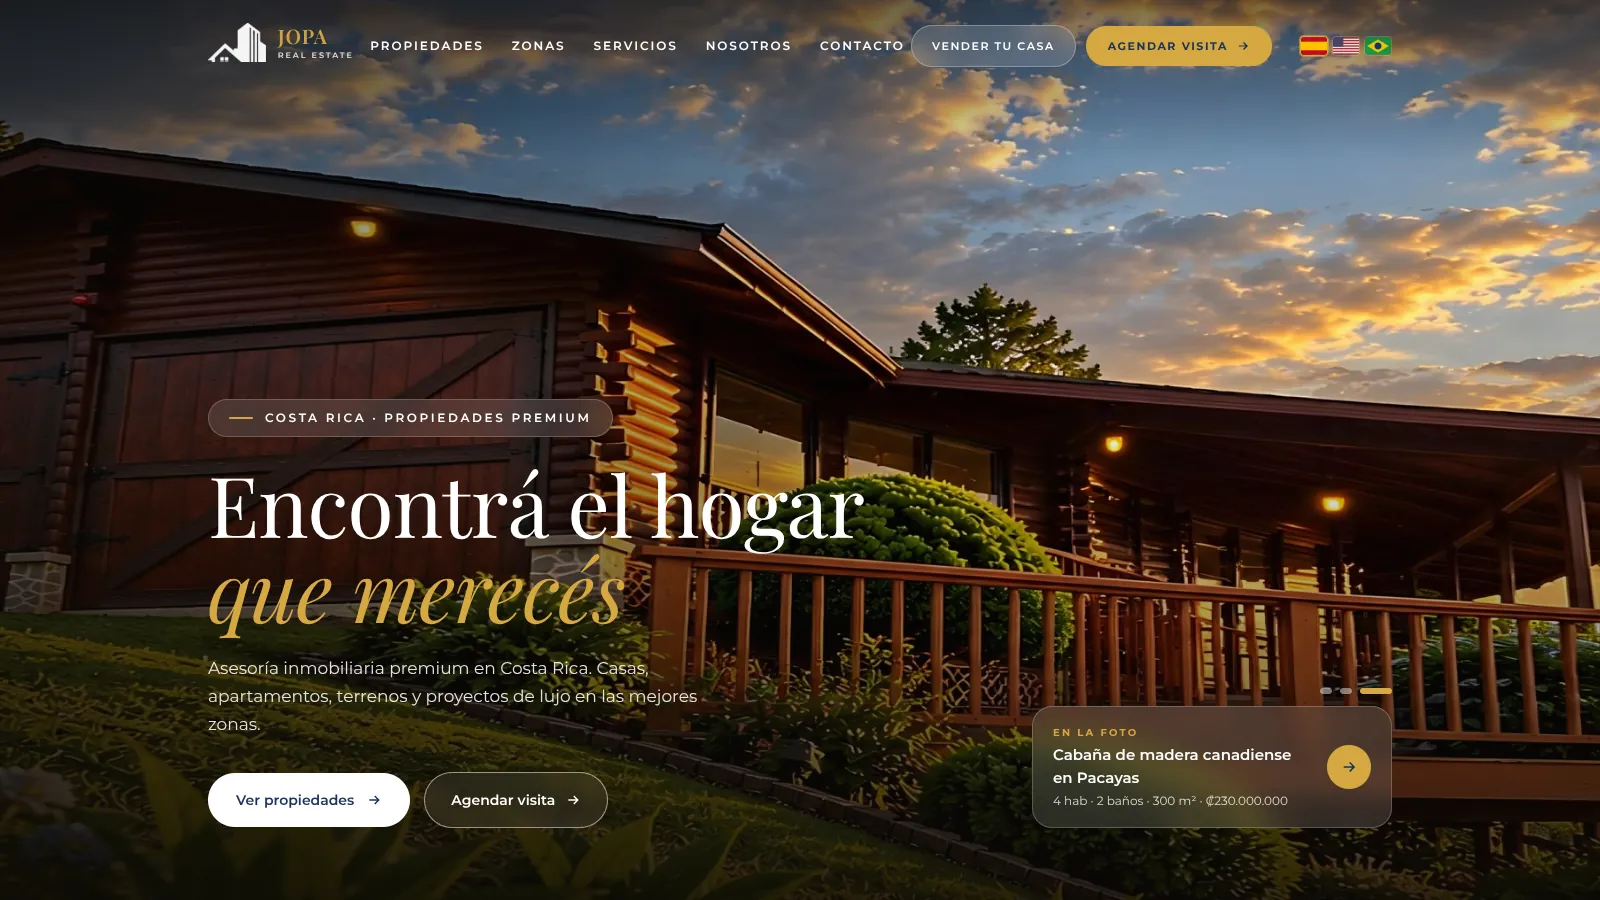 JOPA
REAL ESTATE
PROPIEDADES
ZONAS
SERVICIOS
NOSOTROS
CONTACTO
VENDER TU CASA
AGENDAR VISITA →
COSTA RICA · PROPIEDADES PREMIUM
Encontrá el hogar
que merecés
Asesoría inmobiliaria premium en Costa Rica. Casas,
apartamentos, terrenos y proyectos de lujo en las mejores
zonas.
Ver propiedades →
Agendar visita →
EN LA FOTO
Cabaña de madera canadiense
en Pacayas
4 hab · 2 baños · 300 m² · ₡230.000.000